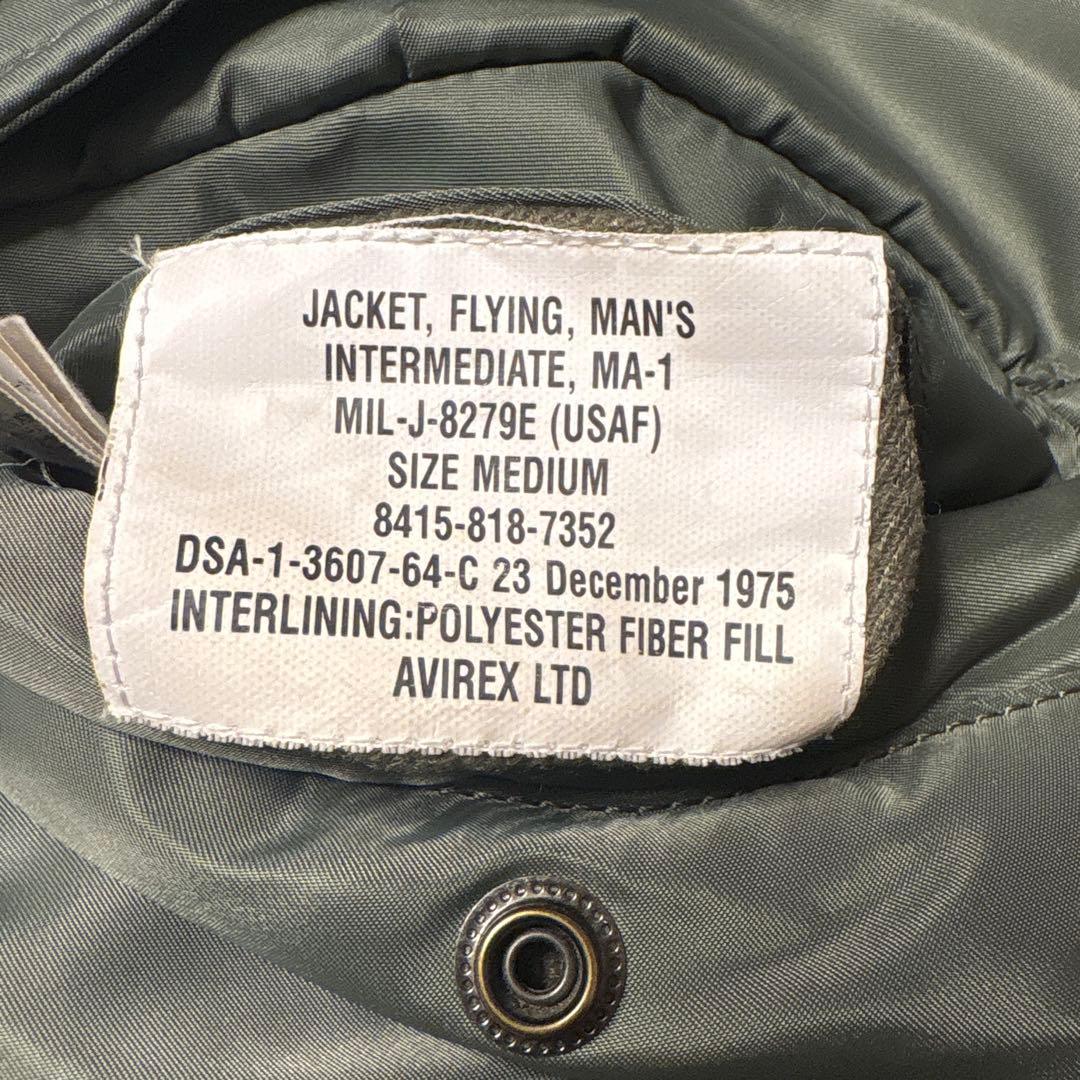 JACKET, FLYING, MAN'S
INTERMEDIATE, MA-1
MIL-J-8279E (USAF)
SIZE MEDIUM
8415-818-7352
DSA-1-3607-64-C 23 December 1975
INTERLINING:POLYESTER FIBER FILL
AVIREX LTD